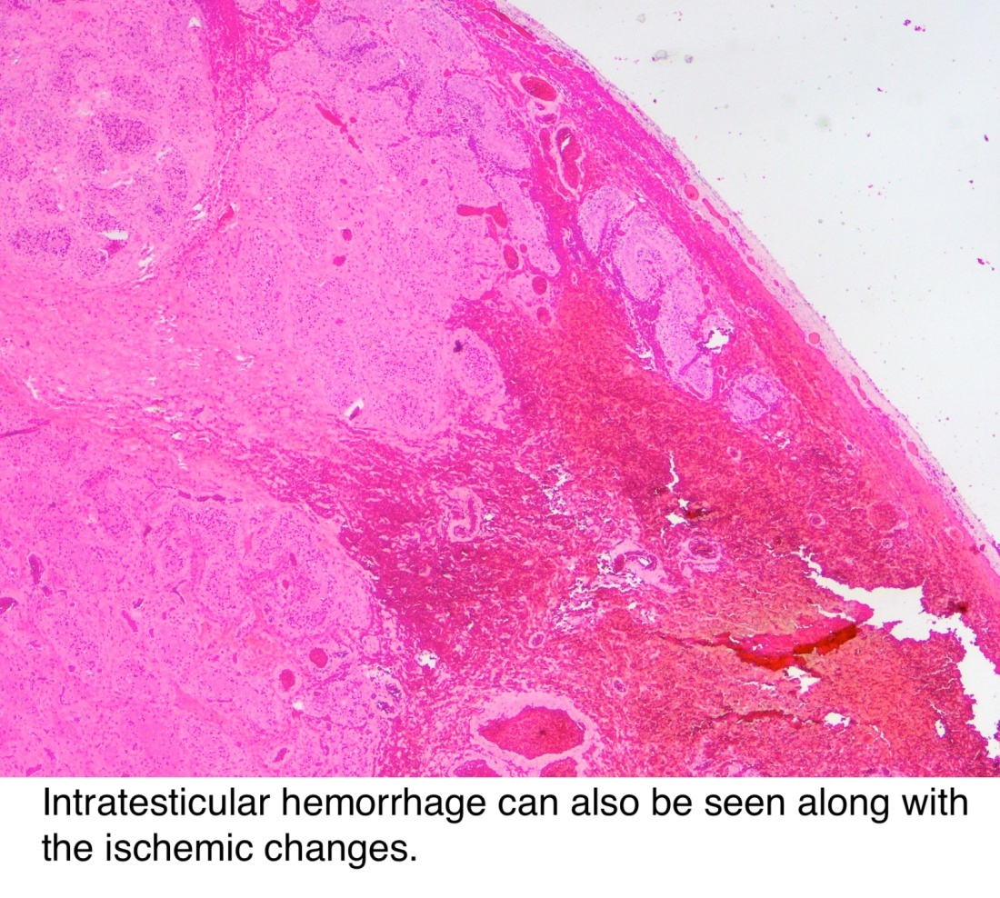 Intratesticular hemorrhage can also be seen along with
the ischemic changes.